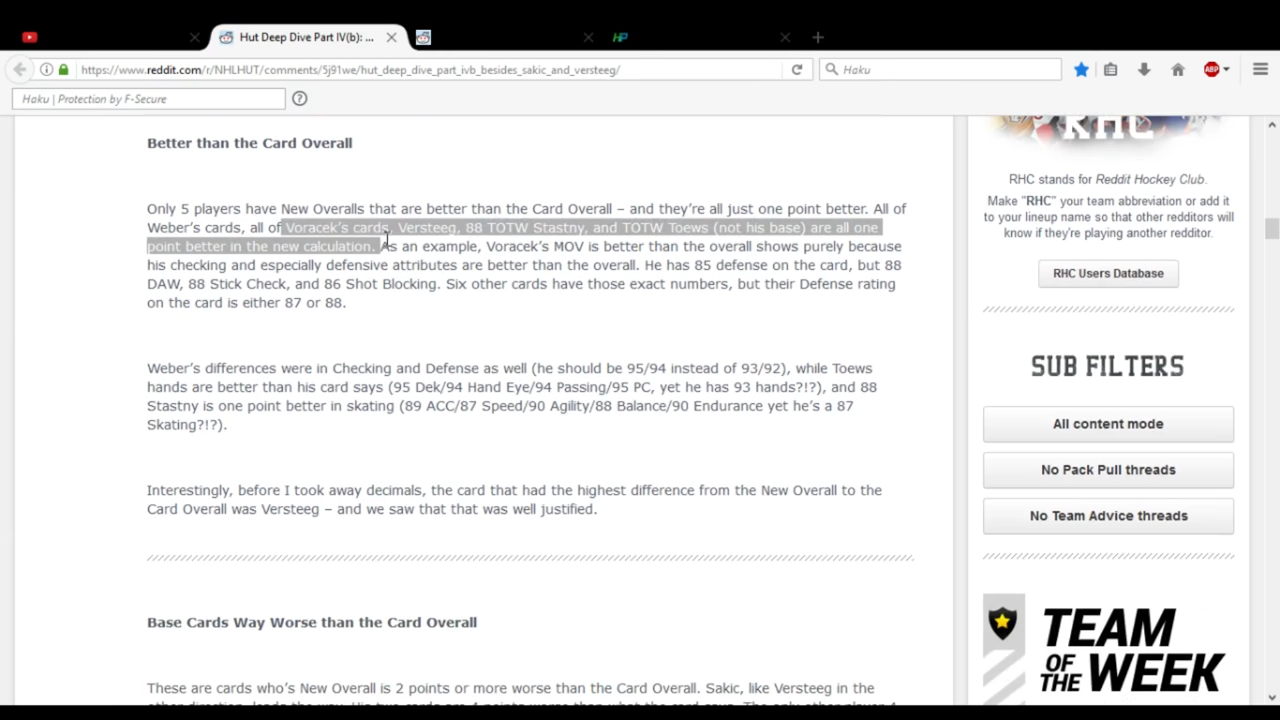 Hut Deep Dive Part IV(b): ...
HP
https://www.reddit.com/r/NHLHUT/comments/5j91we/hut_deep_dive_part_ivb_besides_sakic_and_versteeg/
Haku
ABP
Haku | Protection by F-Secure
Better than the Card Overall
Only 5 players have New Overalls that are better than the Card Overall – and they're all just one point better. All of
Weber's cards, all of Voracek's cards, Versteeg, 88 TOTW Stastny, and TOTW Toews (not his base) are all one
point better in the new calculation. As an example, Voracek's MOV is better than the overall shows purely because
his checking and especially defensive attributes are better than the overall. He has 85 defense on the card, but 88
DAW, 88 Stick Check, and 86 Shot Blocking. Six other cards have those exact numbers, but their Defense rating
on the card is either 87 or 88.
Weber's differences were in Checking and Defense as well (he should be 95/94 instead of 93/92), while Toews
hands are better than his card says (95 Dek/94 Hand Eye/94 Passing/95 PC, yet he has 93 hands?!?), and 88
Stastny is one point better in skating (89 ACC/87 Speed/90 Agility/88 Balance/90 Endurance yet he's a 87
Skating?!?).
Interestingly, before I took away decimals, the card that had the highest difference from the New Overall to the
Card Overall was Versteeg – and we saw that that was well justified.
Base Cards Way Worse than the Card Overall
These are cards who's New Overall is 2 points or more worse than the Card Overall. Sakic, like Versteeg in the
RHC
RHC stands for Reddit Hockey Club.
Make "RHC" your team abbreviation or add it
to your lineup name so that other redditors will
know if they're playing another redditor.
RHC Users Database
SUB FILTERS
All content mode
No Pack Pull threads
No Team Advice threads
TEAM
OF THE WEEK